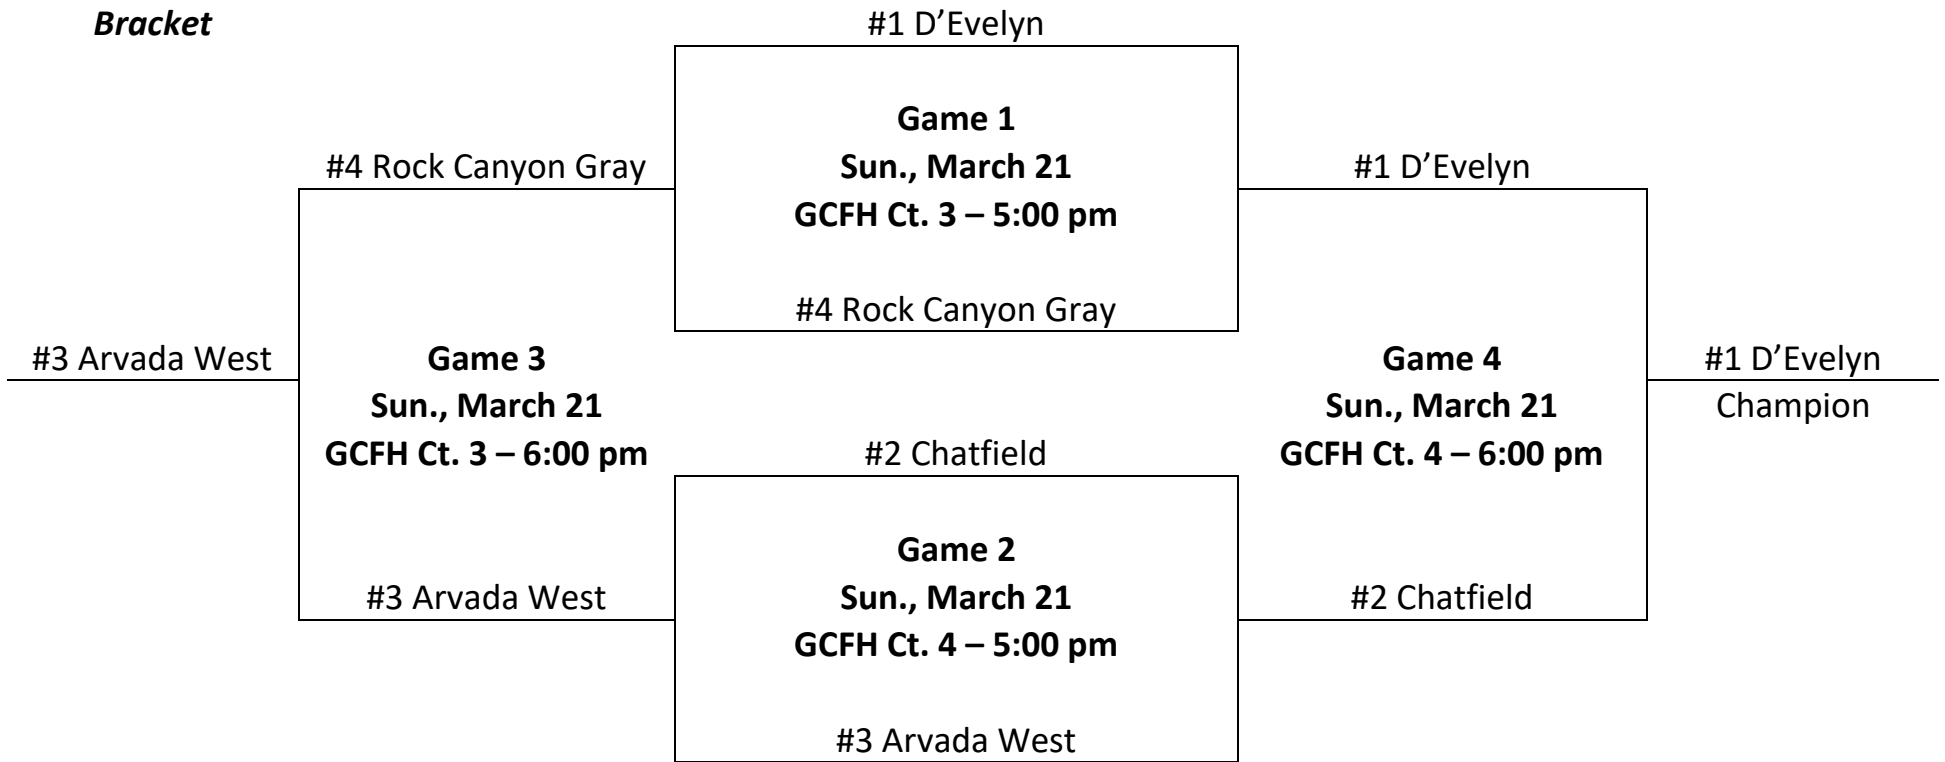 Bracket
#1 D’Evelyn
Game 1
Sun., March 21
GCFH Ct. 3 – 5:00 pm
#4 Rock Canyon Gray
#1 D’Evelyn
#4 Rock Canyon Gray
#3 Arvada West
Game 3
Sun., March 21
GCFH Ct. 3 – 6:00 pm
Game 4
Sun., March 21
GCFH Ct. 4 – 6:00 pm
#1 D’Evelyn
Champion
#2 Chatfield
Game 2
Sun., March 21
GCFH Ct. 4 – 5:00 pm
#3 Arvada West
#2 Chatfield
#3 Arvada West